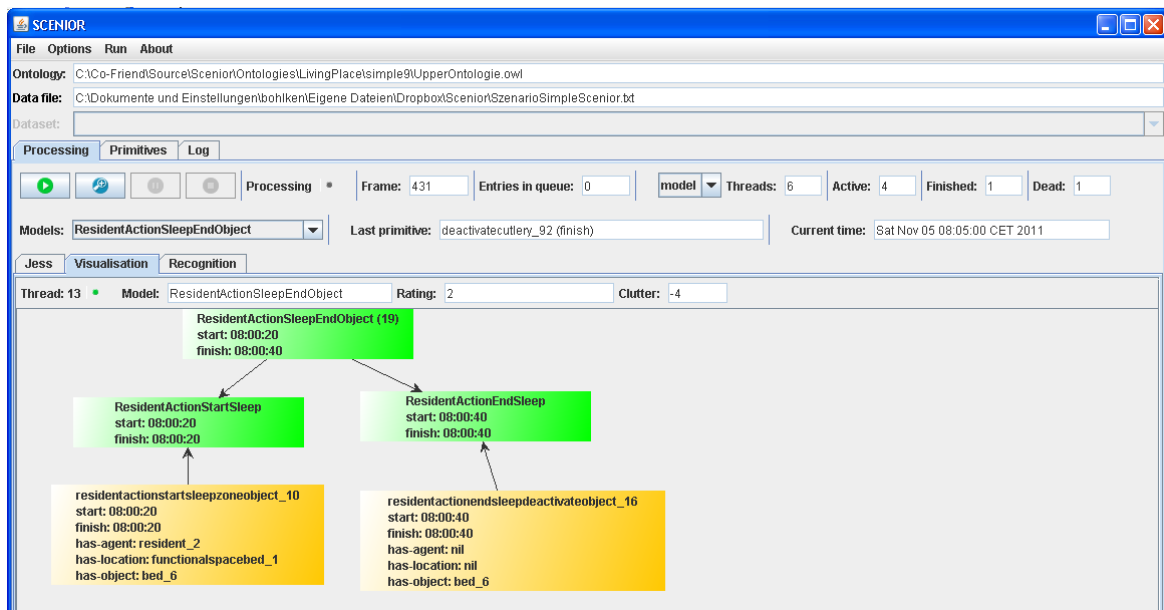 SCENIOR
File Options Run About
Ontology: C:\Co-Friend\Source\Scenior\Ontologies\LivingPlace\simple9\UpperOntologie.owl
Data file: C:\Dokumente und Einstellungen\bohlken\Eigene Dateien\Dropbox\Scenior\SzenarioSimpleScenior.txt
Dataset:
Processing Primitives Log
Processing Frame: 431 Entries in queue: 0 model Threads: 6 Active: 4 Finished: 1 Dead: 1
Models: ResidentActionSleepEndObject Last primitive: deactivatecutlery_92 (finish) Current time: Sat Nov 05 08:05:00 CET 2011
Jess Visualisation Recognition
Thread: 13 Model: ResidentActionSleepEndObject Rating: 2 Clutter: -4
ResidentActionSleepEndObject (19)
start: 08:00:20
finish: 08:00:40
ResidentActionStartSleep
start: 08:00:20
finish: 08:00:20
ResidentActionEndSleep
start: 08:00:40
finish: 08:00:40
residentactionstartsleepzoneobject_10
start: 08:00:20
finish: 08:00:20
has-agent: resident_2
has-location: functionalspacebed_1
has-object: bed_6
residentactionendsleepdeactivateobject_16
start: 08:00:40
finish: 08:00:40
has-agent: nil
has-location: nil
has-object: bed_6